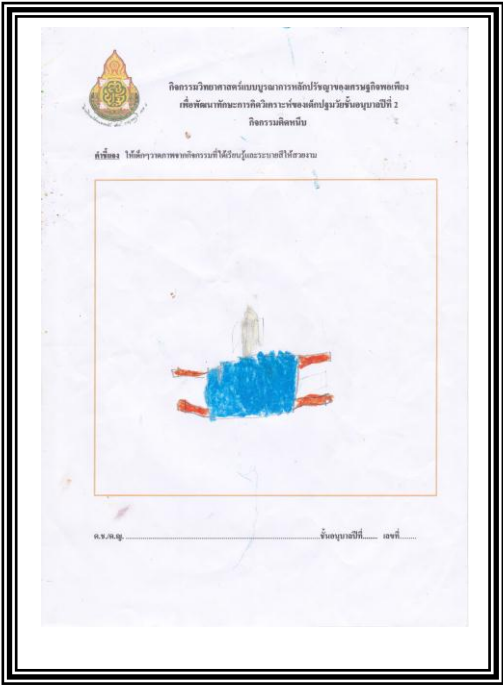 กิจกรรมวิทยาศาสตร์แบบบูรณาการหลักปรัชญาของเศรษฐกิจพอเพียง
เพื่อพัฒนาทักษะการคิดวิเคราะห์ของเด็กปฐมวัยชั้นอนุบาลปีที่ 2
กิจกรรมคีดหนีบ
คำชี้แจง ให้เด็กๆวาดภาพจากกิจกรรมที่ได้เรียนรู้และระบายสีให้สวยงาม
ด.ช./ด.ญ. ................................................ชั้นอนุบาลปีที่....... เลขที่........